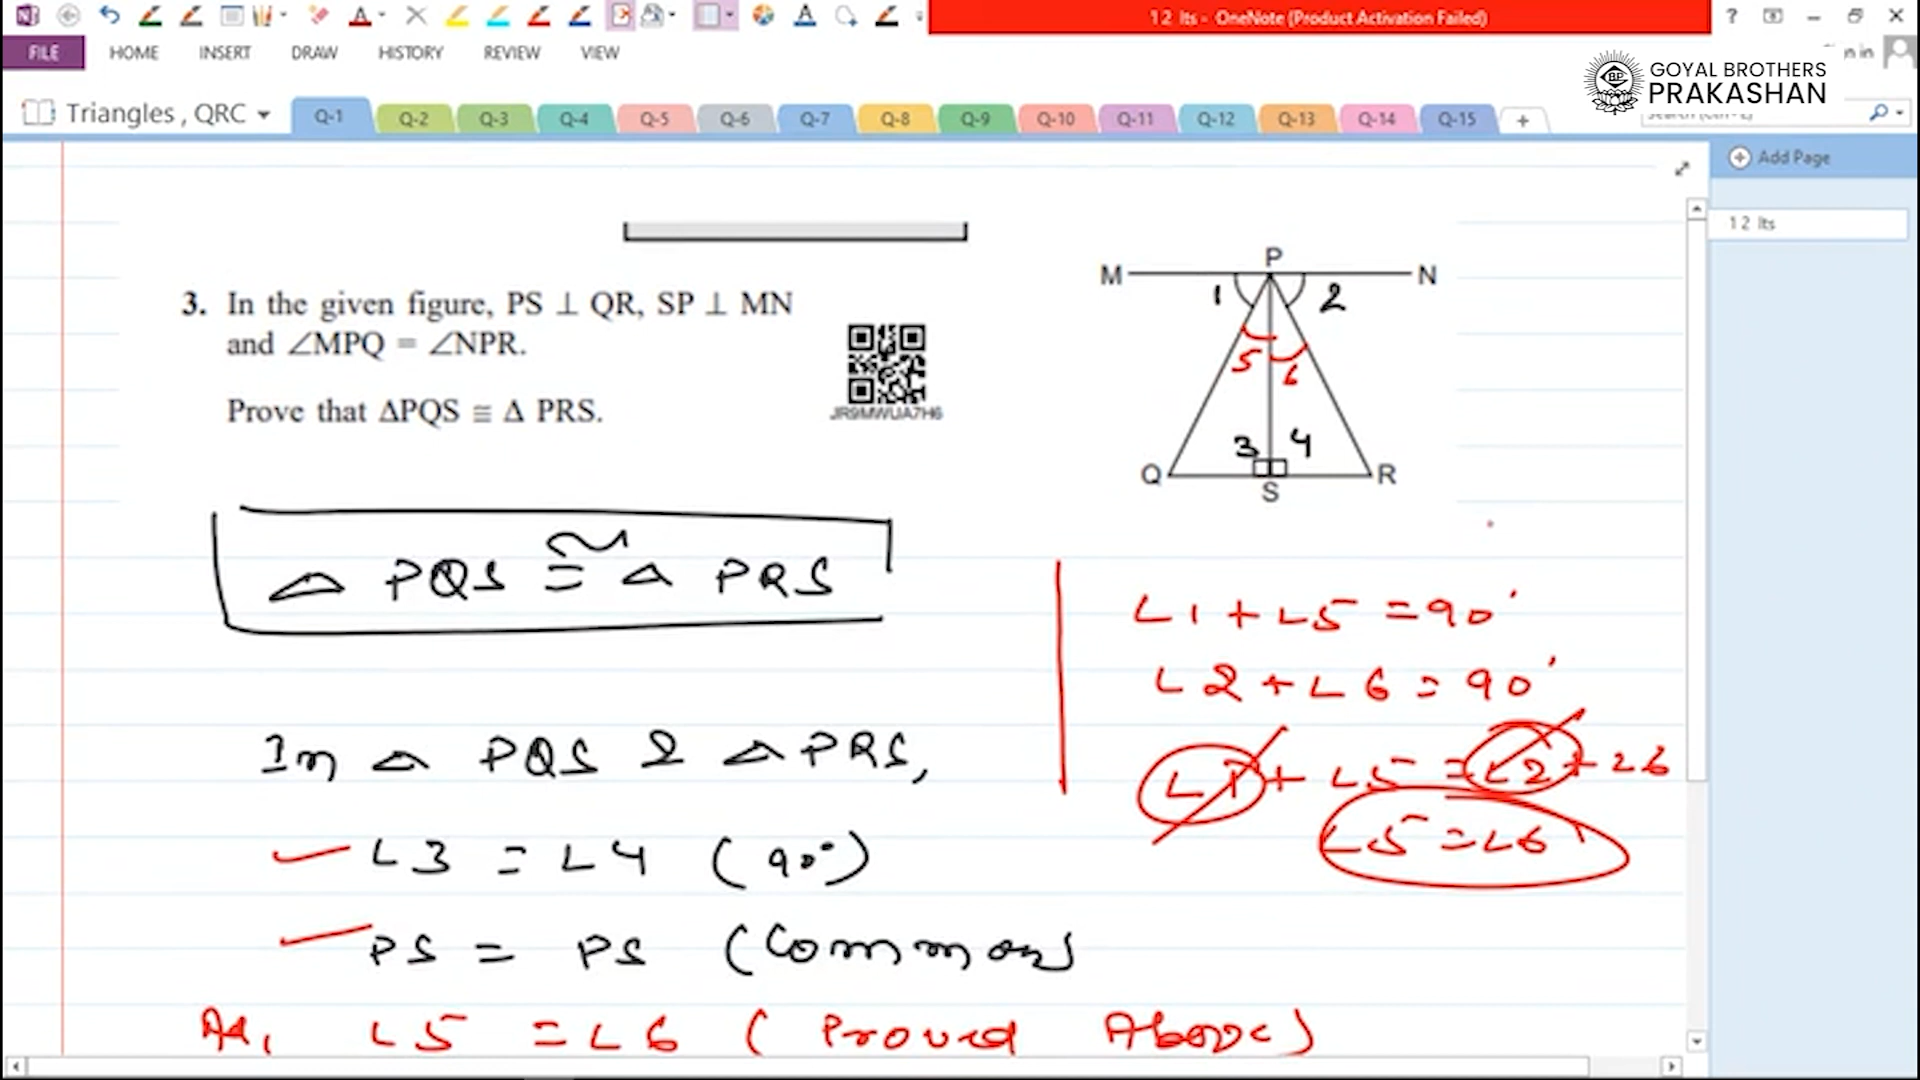 12 Its - OneNote (Product Activation Failed)
FILE HOME INSERT DRAW HISTORY REVIEW VIEW
n in
GOYAL BROTHERS
PRAKASHAN
Triangles , QRC
Q-1 Q-2 Q-3 Q-4 Q-5 Q-6 Q-7 Q-8 Q-9 Q-10 Q-11 Q-12 Q-13 Q-14 Q-15 +
Add Page
12 Its
3. In the given figure, PS ⊥ QR, SP ⊥ MN
and ∠MPQ = ∠NPR.
JR9MWUA7H6
Prove that ΔPQS ≅ Δ PRS.
P
M N
1 2
5 6
3 4
Q R
S
△ PQS ≅ △ PRS
∠1 + ∠5 = 90°
∠2 + ∠6 = 90°
∠1 + ∠5 = ∠2 + ∠6
∠5 = ∠6
In △ PQS & △ PRS,
∠3 = ∠4 (90°)
PS = PS (Common)
∠5 = ∠6 (Proved Above)